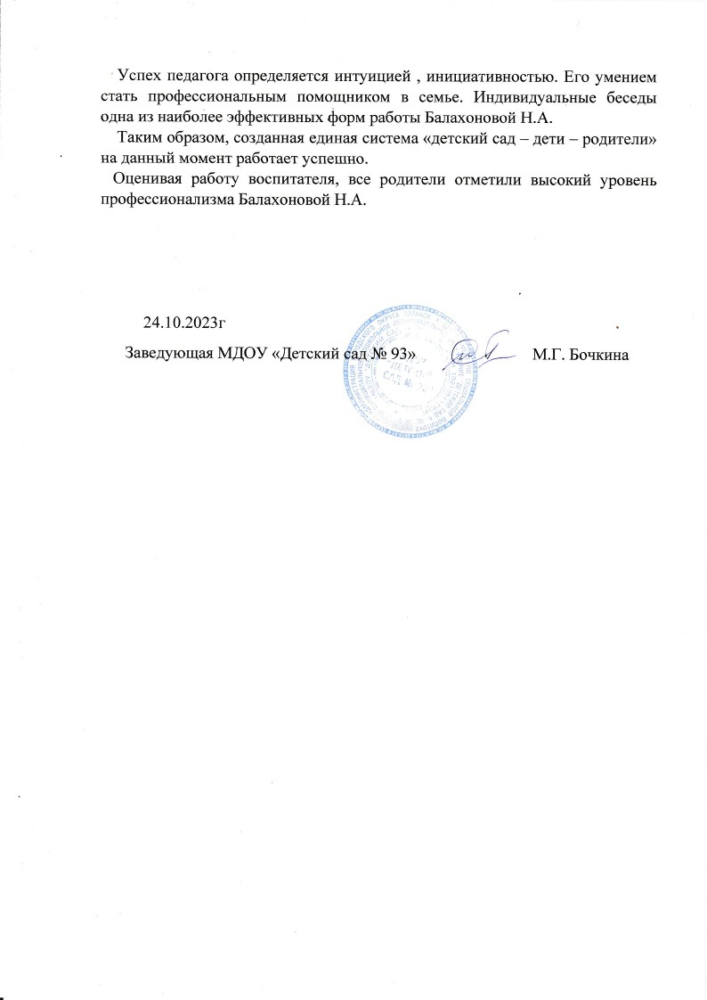 Успех педагога определяется интуицией , инициативностью. Его умением
стать профессиональным помощником в семье. Индивидуальные беседы
одна из наиболее эффективных форм работы Балахоновой Н.А.
Таким образом, созданная единая система «детский сад – дети – родители»
на данный момент работает успешно.
Оценивая работу воспитателя, все родители отметили высокий уровень
профессионализма Балахоновой Н.А.
24.10.2023г
Заведующая МДОУ «Детский сад № 93»
М.Г. Бочкина